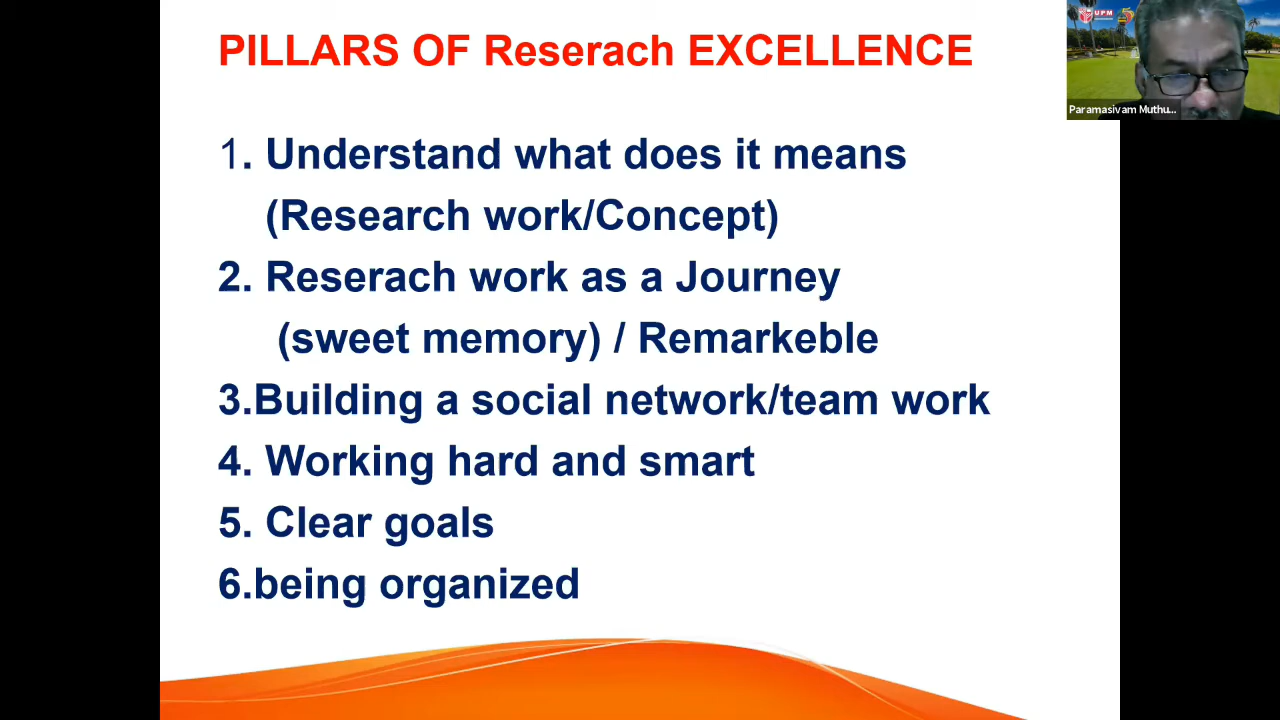 PILLARS OF Reserach EXCELLENCE
UPM
Paramasivam Muthu...
1. Understand what does it means
(Research work/Concept)
2. Reserach work as a Journey
(sweet memory) / Remarkeble
3.Building a social network/team work
4. Working hard and smart
5. Clear goals
6.being organized